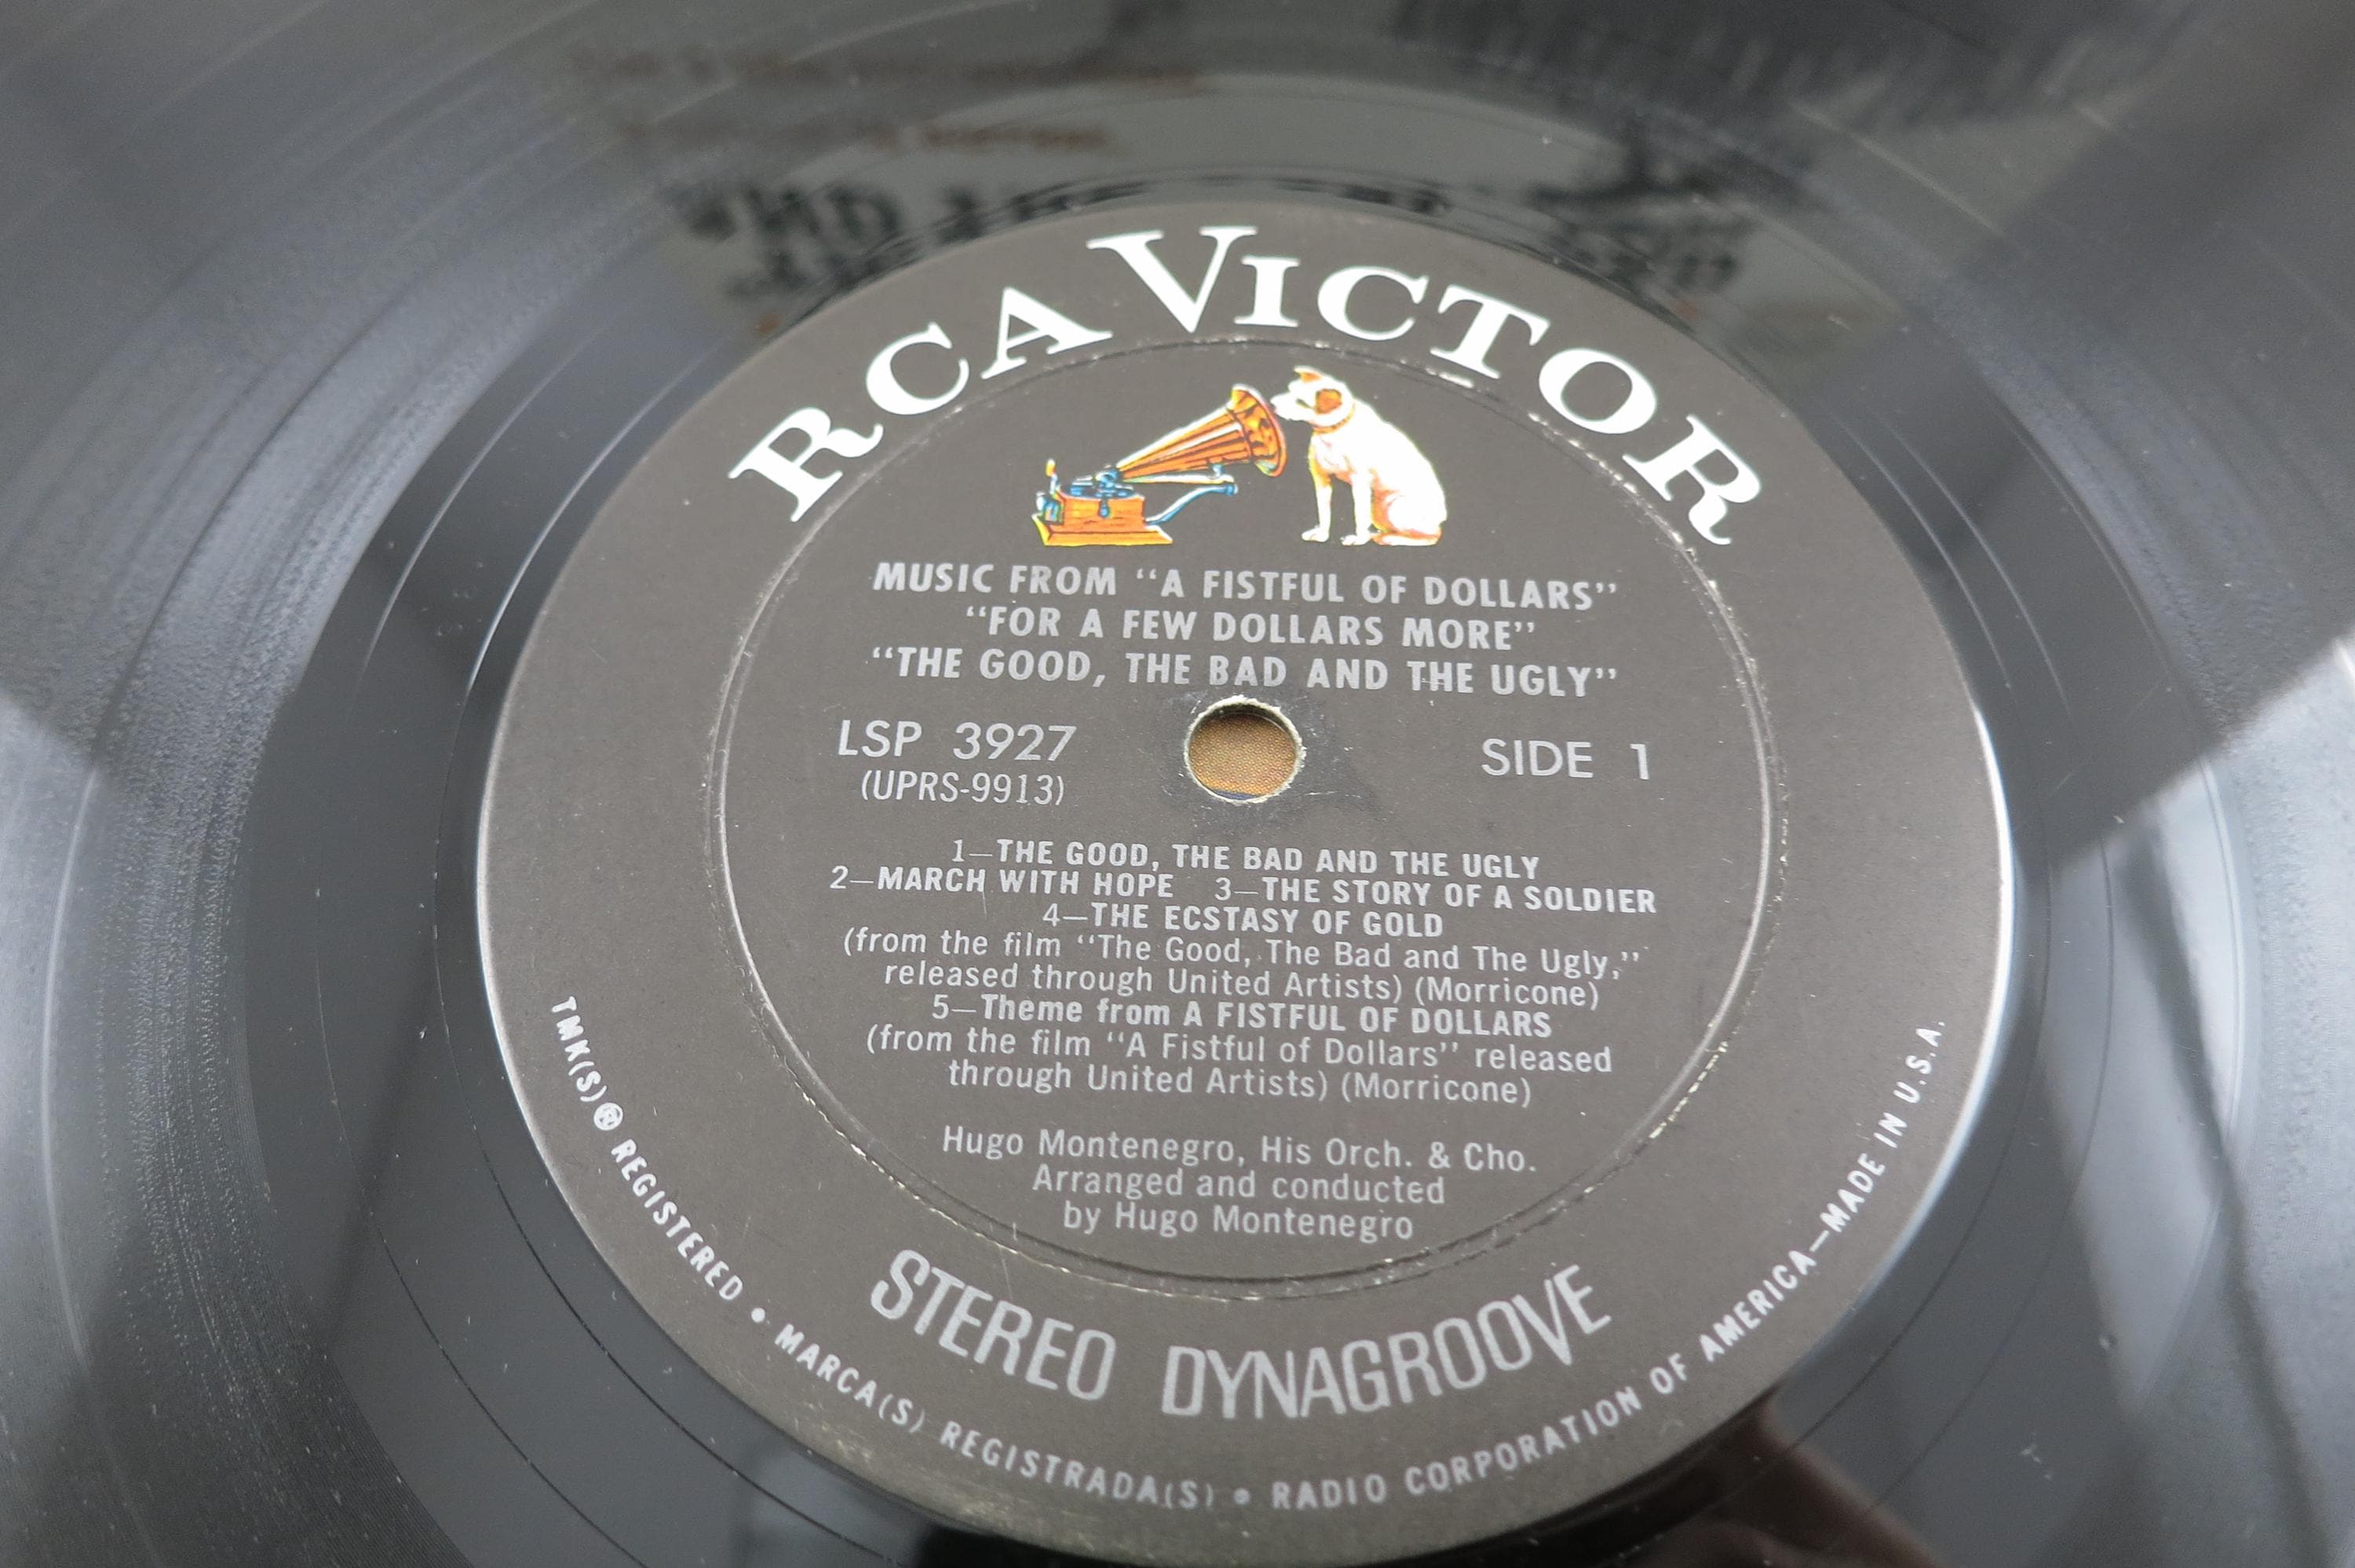 RCA VICTOR
MUSIC FROM “A FISTFUL OF DOLLARS”
“FOR A FEW DOLLARS MORE”
“THE GOOD, THE BAD AND THE UGLY”
LSP 3927
(UPRS-9913)
SIDE 1
1—THE GOOD, THE BAD AND THE UGLY
2—MARCH WITH HOPE 3—THE STORY OF A SOLDIER
4—THE ECSTASY OF GOLD
(from the film “The Good, The Bad and The Ugly,”
released through United Artists) (Morricone)
5—Theme from A FISTFUL OF DOLLARS
(from the film “A Fistful of Dollars” released
through United Artists) (Morricone)
Hugo Montenegro, His Orch. & Cho.
Arranged and conducted
by Hugo Montenegro
STEREO DYNAGROOVE
TMK(S) ® REGISTERED • MARCA(S) REGISTRADA(S) • RADIO CORPORATION OF AMERICA—MADE IN U.S.A.